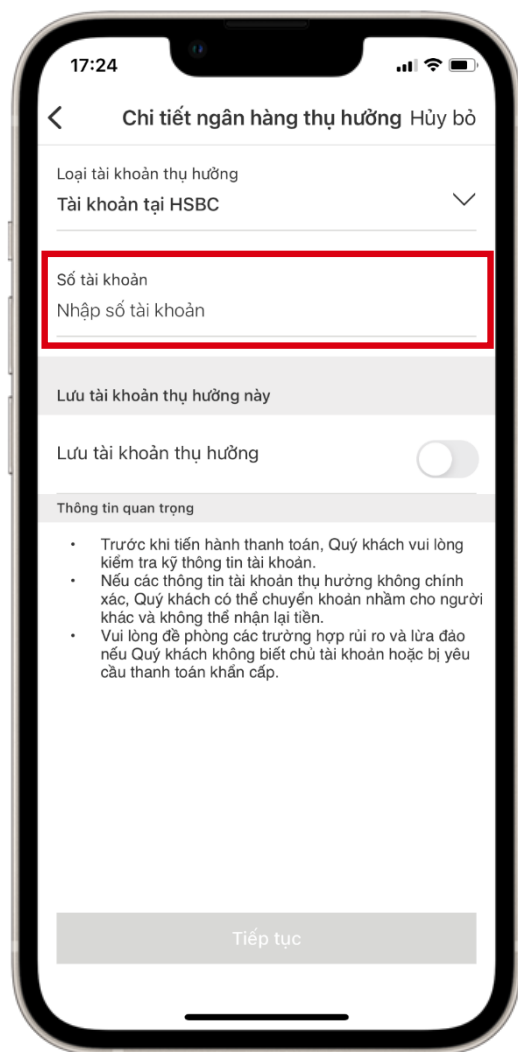 17:24
Chi tiết ngân hàng thụ hưởng Hủy bỏ
Loại tài khoản thụ hưởng
Tài khoản tại HSBC
Số tài khoản
Nhập số tài khoản
Lưu tài khoản thụ hưởng này
Lưu tài khoản thụ hưởng
Thông tin quan trọng
• Trước khi tiến hành thanh toán, Quý khách vui lòng
kiểm tra kỹ thông tin tài khoản.
• Nếu các thông tin tài khoản thụ hưởng không chính
xác, Quý khách có thể chuyển khoản nhầm cho người
khác và không thể nhận lại tiền.
• Vui lòng đề phòng các trường hợp rủi ro và lừa đảo
nếu Quý khách không biết chủ tài khoản hoặc bị yêu
cầu thanh toán khẩn cấp.
Tiếp tục